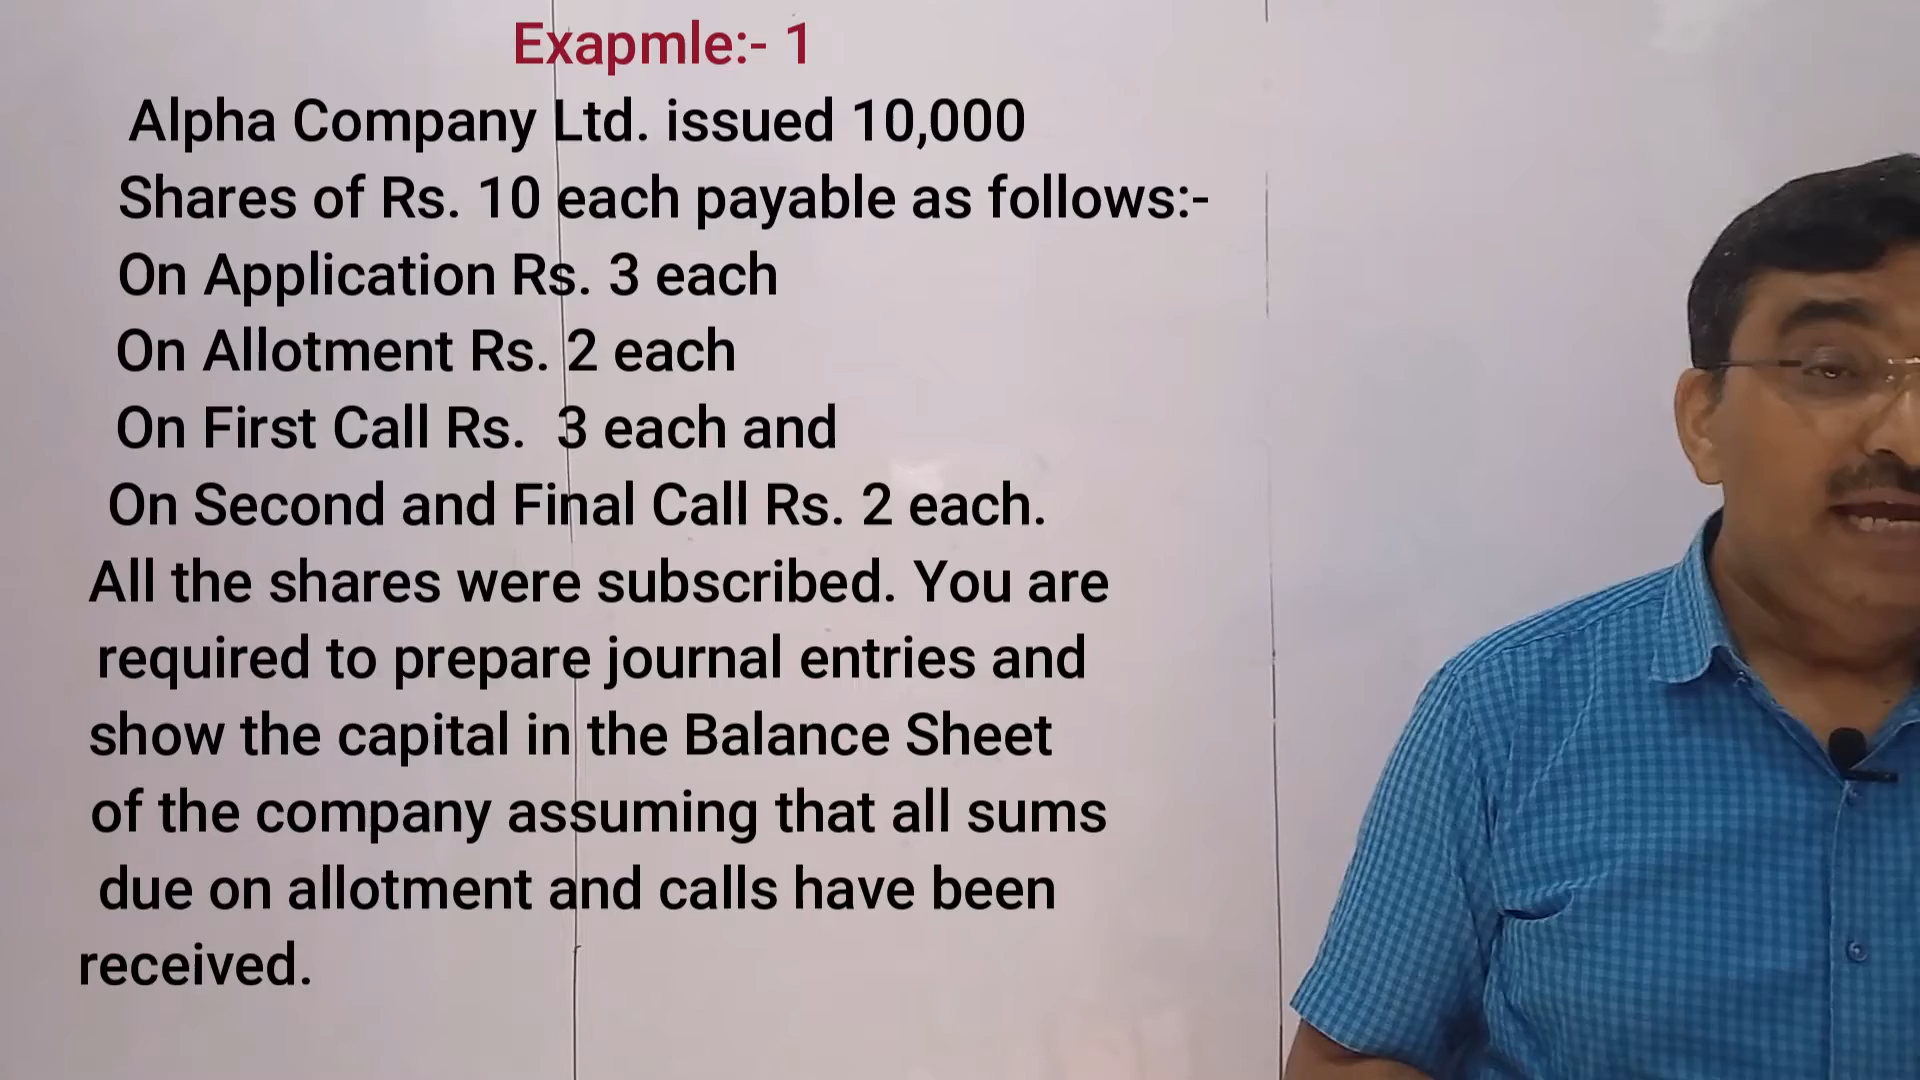 Exapmle:- 1
Alpha Company Ltd. issued 10,000
Shares of Rs. 10 each payable as follows:-
On Application Rs. 3 each
On Allotment Rs. 2 each
On First Call Rs. 3 each and
On Second and Final Call Rs. 2 each.
All the shares were subscribed. You are
required to prepare journal entries and
show the capital in the Balance Sheet
of the company assuming that all sums
due on allotment and calls have been
received.